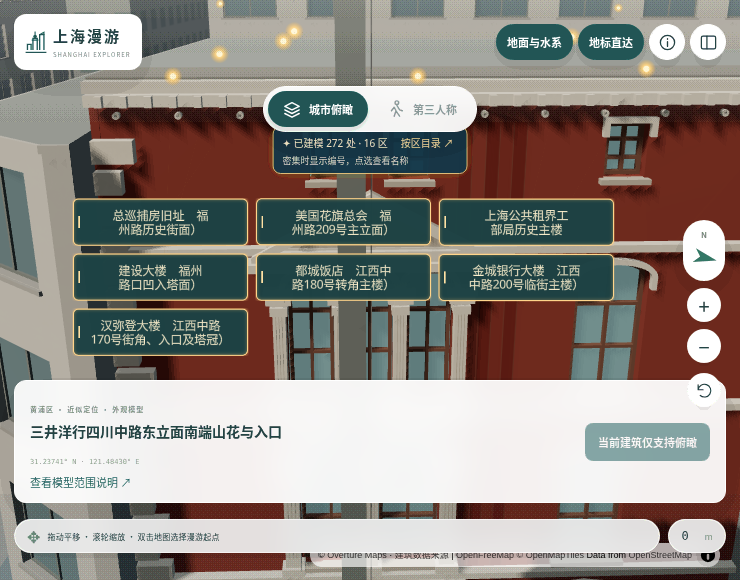 上海漫游
SHANGHAI EXPLORER
地面与水系
地标直达
城市俯瞰
第三人称
✦ 已建模 272 处 · 16 区 按区目录 ↗
密集时显示编号，点选查看名称
总巡捕房旧址 福
州路历史街面）
美国花旗总会 福
州路209号主立面）
上海公共租界工
部局历史主楼
建设大楼 福州
路口凹入塔面）
都城饭店 江西中
路180号转角主楼）
金城银行大楼 江西
中路200号临街主楼）
汉弥登大楼 江西中路
170号街角、入口及塔冠）
N
+
−
黄浦区 · 近似定位 · 外观模型
三井洋行四川中路东立面南端山花与入口
当前建筑仅支持俯瞰
31.23741° N · 121.48430° E
查看模型范围说明 ↗
拖动平移 · 滚轮缩放 · 双击地图选择漫游起点
0 m
© Overture Maps · 建筑数据来源 | OpenFreeMap © OpenMapTiles Data from OpenStreetMap